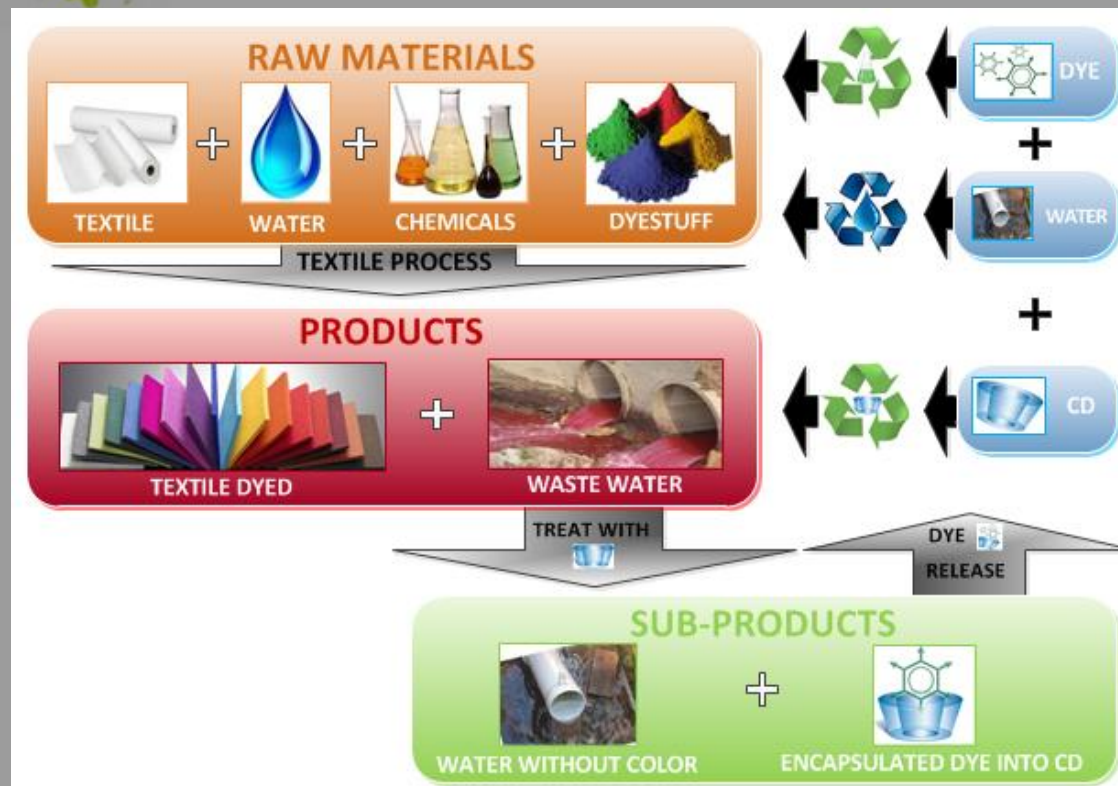 RAW MATERIALS
TEXTILE
WATER
CHEMICALS
DYESTUFF
TEXTILE PROCESS
PRODUCTS
TEXTILE DYED
WASTE WATER
TREAT WITH
SUB-PRODUCTS
WATER WITHOUT COLOR
ENCAPSULATED DYE INTO CD
DYE
RELEASE
DYE
WATER
CD